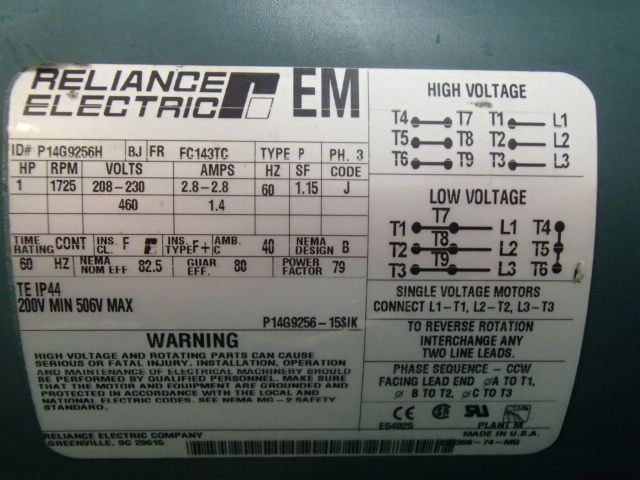 RELIANCE
ELECTRIC
EM
ID# P14G9256H BJ FR FC143TC TYPE P PH. 3
HP RPM VOLTS AMPS HZ SF CODE
1 1725 208-230 2.8-2.8 60 1.15 J
460 1.4
TIME RATING CONT INS. CL. F INS. TYPE F+ AMB. C 40 NEMA DESIGN B
60 HZ NEMA NOM EFF 82.5 GUAR. EFF. 80 POWER FACTOR 79
TE IP44
200V MIN 506V MAX
P14G9256-15SIK
WARNING
HIGH VOLTAGE AND ROTATING PARTS CAN CAUSE
SERIOUS OR FATAL INJURY. INSTALLATION, OPERATION
AND MAINTENANCE OF ELECTRICAL MACHINERY SHOULD
BE PERFORMED BY QUALIFIED PERSONNEL. MAKE SURE
THAT THE MOTOR AND EQUIPMENT ARE GROUNDED AND
PROTECTED IN ACCORDANCE WITH THE LOCAL AND
NATIONAL ELECTRIC CODES. SEE NEMA MG-2 SAFETY
STANDARD.
RELIANCE ELECTRIC COMPANY
GREENVILLE, SC 29615
HIGH VOLTAGE
T4 T7 T1 L1
T5 T8 T2 L2
T6 T9 T3 L3
LOW VOLTAGE
T7
T1 L1 T4
T8
T2 L2 T5
T9
T3 L3 T6
SINGLE VOLTAGE MOTORS
CONNECT L1-T1, L2-T2, L3-T3
TO REVERSE ROTATION
INTERCHANGE ANY
TWO LINE LEADS.
PHASE SEQUENCE - CCW
FACING LEAD END ØA TO T1,
Ø B TO T2, Ø C TO T3
CE SA
E54825 PLANT M
MADE IN U.S.A.
-74-MG